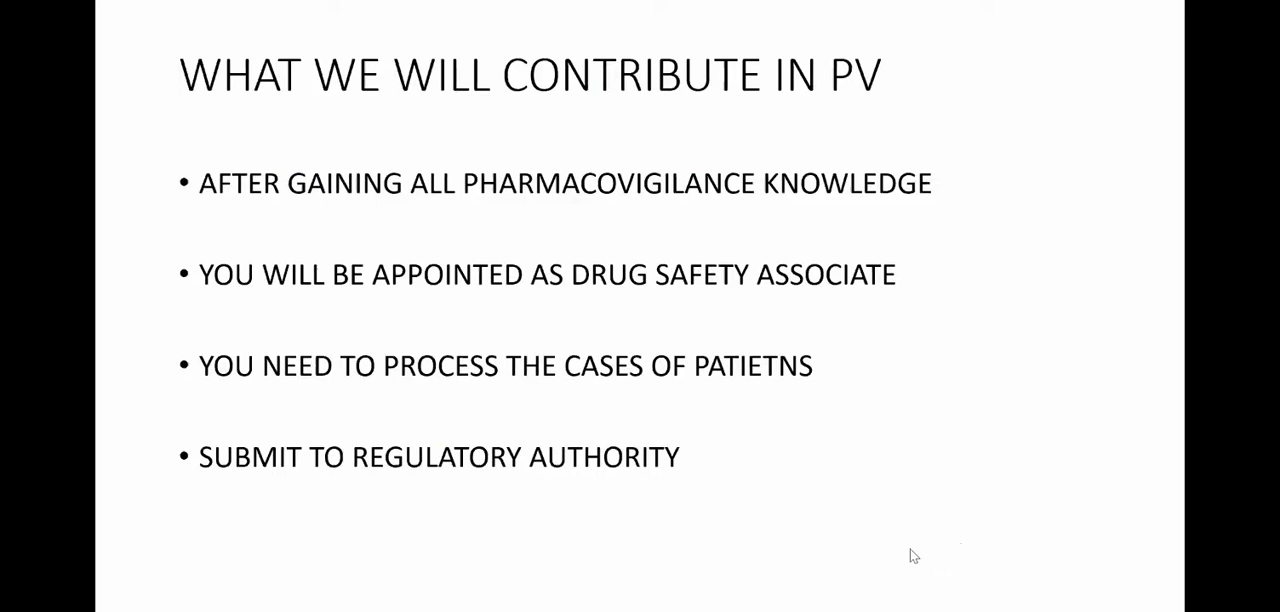 WHAT WE WILL CONTRIBUTE IN PV
• AFTER GAINING ALL PHARMACOVIGILANCE KNOWLEDGE
• YOU WILL BE APPOINTED AS DRUG SAFETY ASSOCIATE
• YOU NEED TO PROCESS THE CASES OF PATIETNS
• SUBMIT TO REGULATORY AUTHORITY